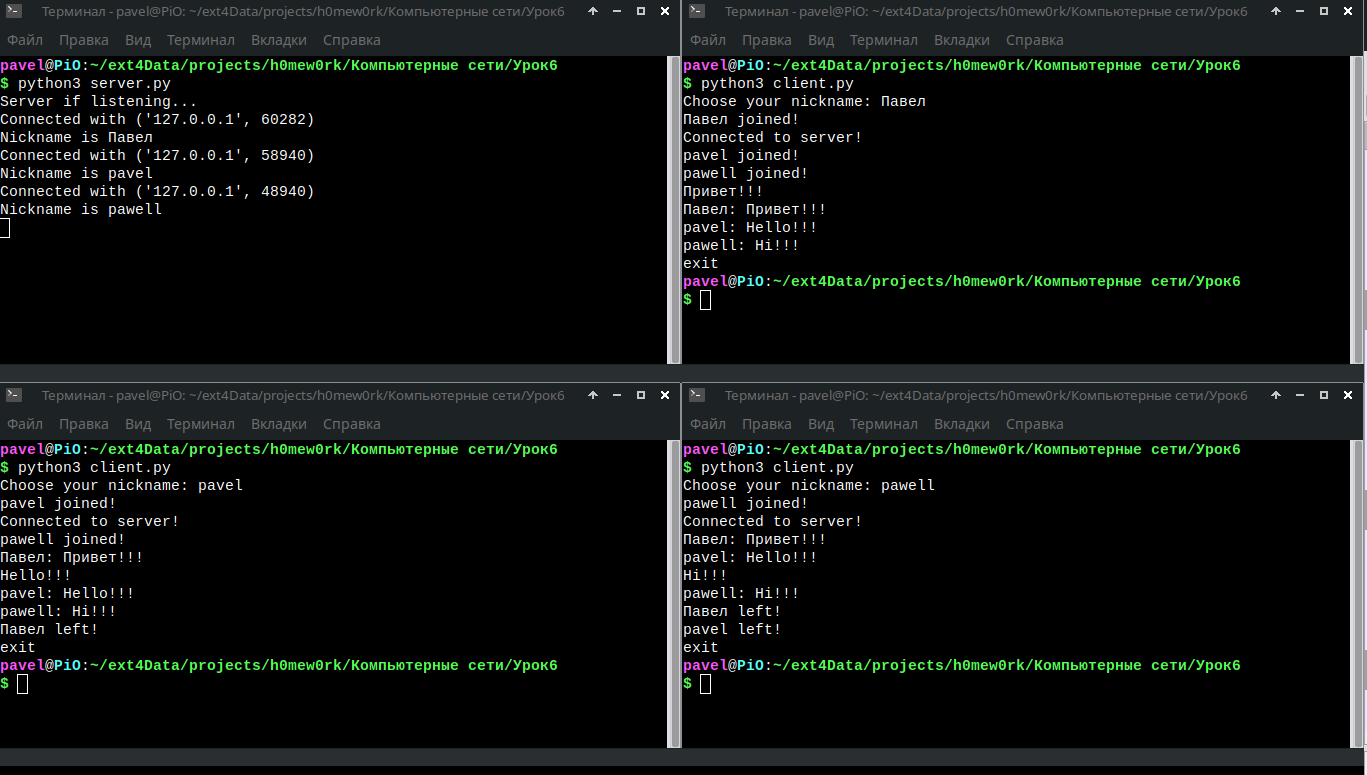 Терминал - pavel@PiO: ~/ext4Data/projects/h0mew0rk/Компьютерные сети/Урок6
Файл Правка Вид Терминал Вкладки Справка
pavel@PiO:~/ext4Data/projects/h0mew0rk/Компьютерные сети/Урок6
$ python3 server.py
Server if listening...
Connected with ('127.0.0.1', 60282)
Nickname is Павел
Connected with ('127.0.0.1', 58940)
Nickname is pavel
Connected with ('127.0.0.1', 48940)
Nickname is pawell
Терминал - pavel@PiO: ~/ext4Data/projects/h0mew0rk/Компьютерные сети/Урок6
Файл Правка Вид Терминал Вкладки Справка
pavel@PiO:~/ext4Data/projects/h0mew0rk/Компьютерные сети/Урок6
$ python3 client.py
Choose your nickname: Павел
Павел joined!
Connected to server!
pavel joined!
pawell joined!
Привет!!!
Павел: Привет!!!
pavel: Hello!!!
pawell: Hi!!!
exit
pavel@PiO:~/ext4Data/projects/h0mew0rk/Компьютерные сети/Урок6
$
Терминал - pavel@PiO: ~/ext4Data/projects/h0mew0rk/Компьютерные сети/Урок6
Файл Правка Вид Терминал Вкладки Справка
pavel@PiO:~/ext4Data/projects/h0mew0rk/Компьютерные сети/Урок6
$ python3 client.py
Choose your nickname: pavel
pavel joined!
Connected to server!
pawell joined!
Павел: Привет!!!
Hello!!!
pavel: Hello!!!
pawell: Hi!!!
Павел left!
exit
pavel@PiO:~/ext4Data/projects/h0mew0rk/Компьютерные сети/Урок6
$
Терминал - pavel@PiO: ~/ext4Data/projects/h0mew0rk/Компьютерные сети/Урок6
Файл Правка Вид Терминал Вкладки Справка
pavel@PiO:~/ext4Data/projects/h0mew0rk/Компьютерные сети/Урок6
$ python3 client.py
Choose your nickname: pawell
pawell joined!
Connected to server!
Павел: Привет!!!
pavel: Hello!!!
Hi!!!
pawell: Hi!!!
Павел left!
pavel left!
exit
pavel@PiO:~/ext4Data/projects/h0mew0rk/Компьютерные сети/Урок6
$